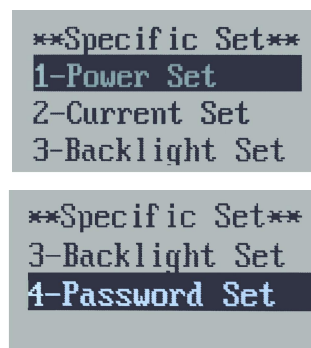 **Specific Set**
1-Power Set
2-Current Set
3-Backlight Set
**Specific Set**
3-Backlight Set
4-Password Set